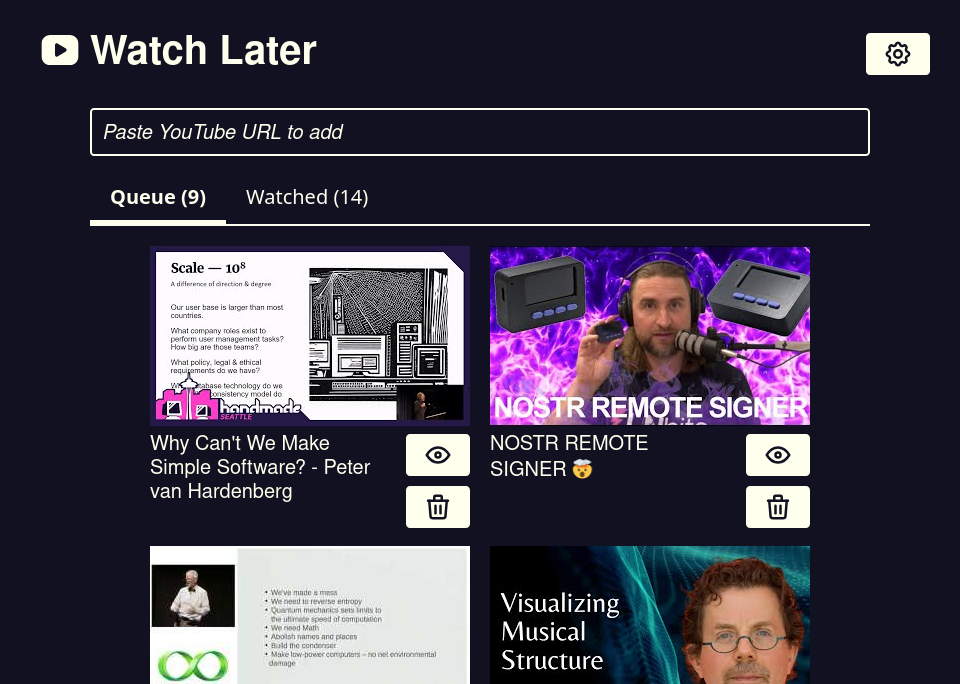 Watch Later
Paste YouTube URL to add
Queue (9)
Watched (14)
Scale — 10⁸
A difference of direction & degree
Our user base is larger than most
countries.
What company roles exist to
perform user management tasks?
How big are those teams?
What policy, legal & ethical
requirements do we have?
database technology do we
consistency model do
handmade
SEATTLE
NOSTR REMOTE SIGNER
Why Can't We Make
Simple Software? - Peter
van Hardenberg
NOSTR REMOTE
SIGNER 🤯
• We've made a mess
• We need to reverse entropy
• Quantum mechanics sets limits to
the ultimate speed of computation
• We need Math
• Abolish names and places
• Build the condenser
• Make low-power computers – no net environmental
damage
Visualizing
Musical
Structure